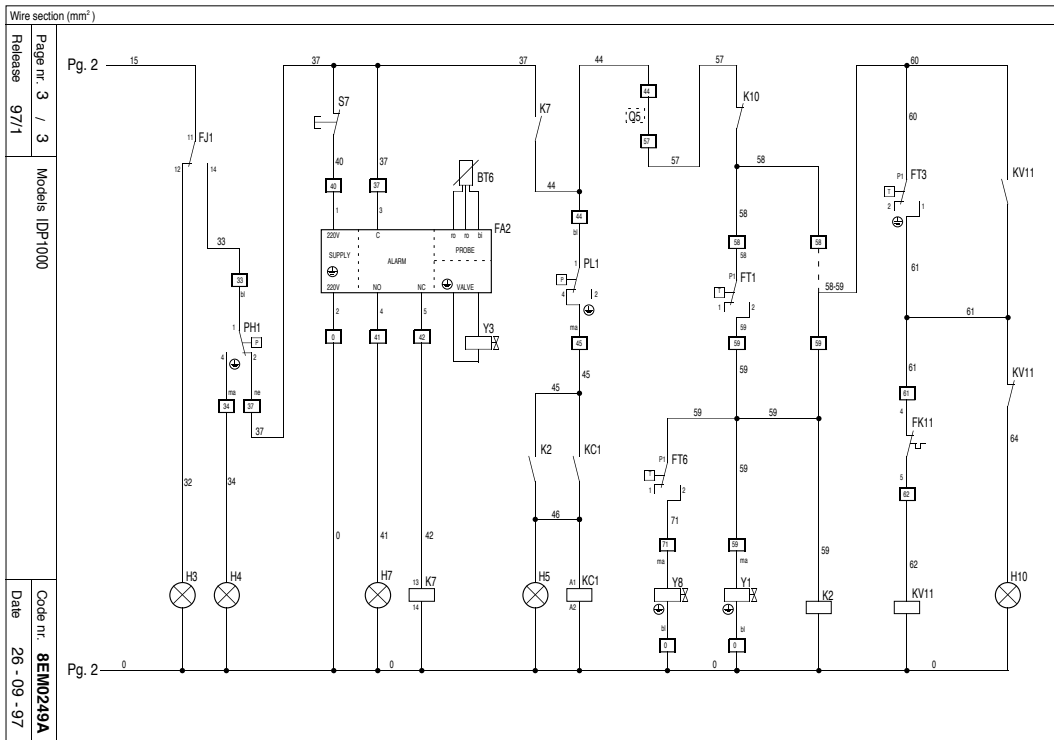 Wire section (mm²)
Page nr. 3 / 3
Release 97/1
Models IDP1000
Code nr. 8EM0249A
Date 26 - 09 - 97
Pg. 2
15
37
37
44
57
60
S7
K7
44
Q5
57
K10
60
11
FJ1
12
14
40
37
57
58
P1
FT3
T
2
1
KV11
40
37
BT6
44
33
1
3
44
bl
58
58
58
58
FA2
220V
C
ro
ro
bi
SUPPLY
ALARM
PROBE
220V
NO
NC
VALVE
33
bl
1
PL1
P
4
2
P1
FT1
T
1
2
61
58-59
1
PH1
P
4
2
2
4
5
0
41
42
Y3
ma
45
59
59
59
61
ma
ne
34
37
37
45
45
59
59
59
61
61
4
KV11
FK11
64
K2
KC1
P1
FT6
T
1
2
59
5
62
32
34
0
41
42
46
71
71
ma
59
ma
59
62
H3
H4
H7
13
K7
14
H5
A1
KC1
A2
Y8
Y1
K2
KV11
H10
bl
0
bl
0
Pg. 2
0
0
0
0